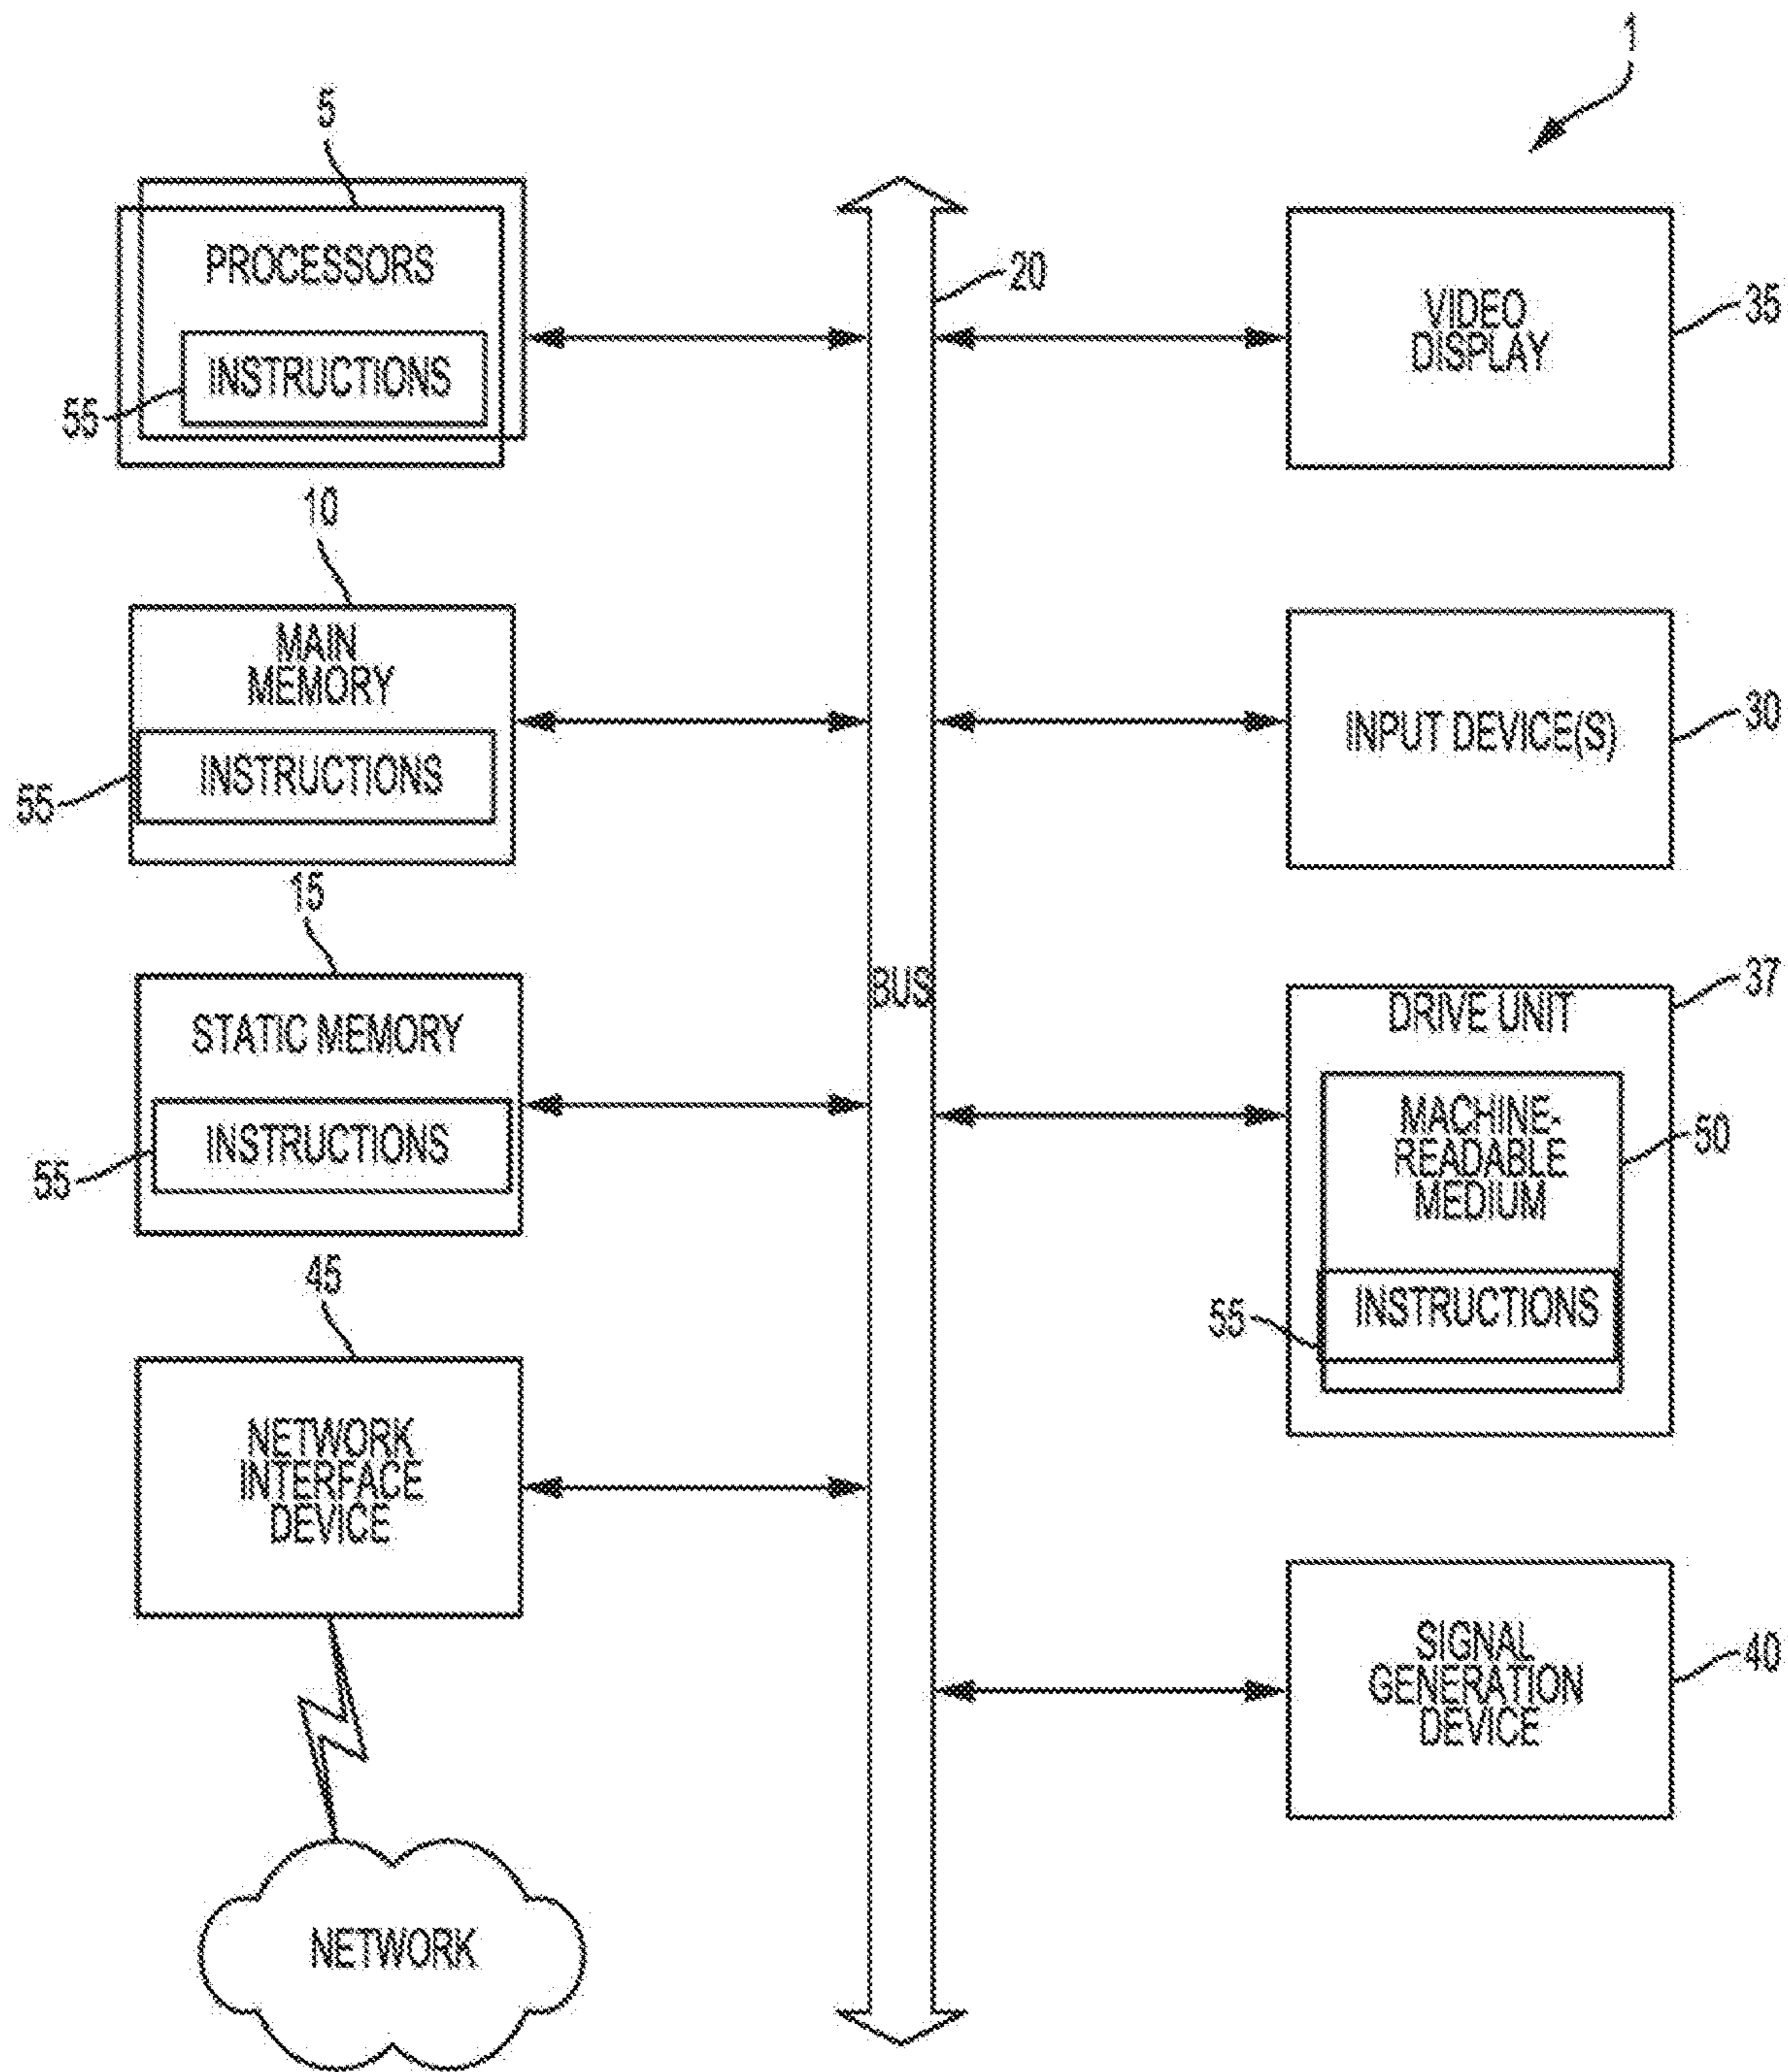 1
5
PROCESSORS
INSTRUCTIONS
55
10
MAIN
MEMORY
INSTRUCTIONS
55
15
STATIC MEMORY
INSTRUCTIONS
55
45
NETWORK
INTERFACE
DEVICE
NETWORK
20
BUS
VIDEO
DISPLAY
35
INPUT DEVICE(S)
30
37
DRIVE UNIT
MACHINE-
READABLE
MEDIUM
50
INSTRUCTIONS
55
SIGNAL
GENERATION
DEVICE
40